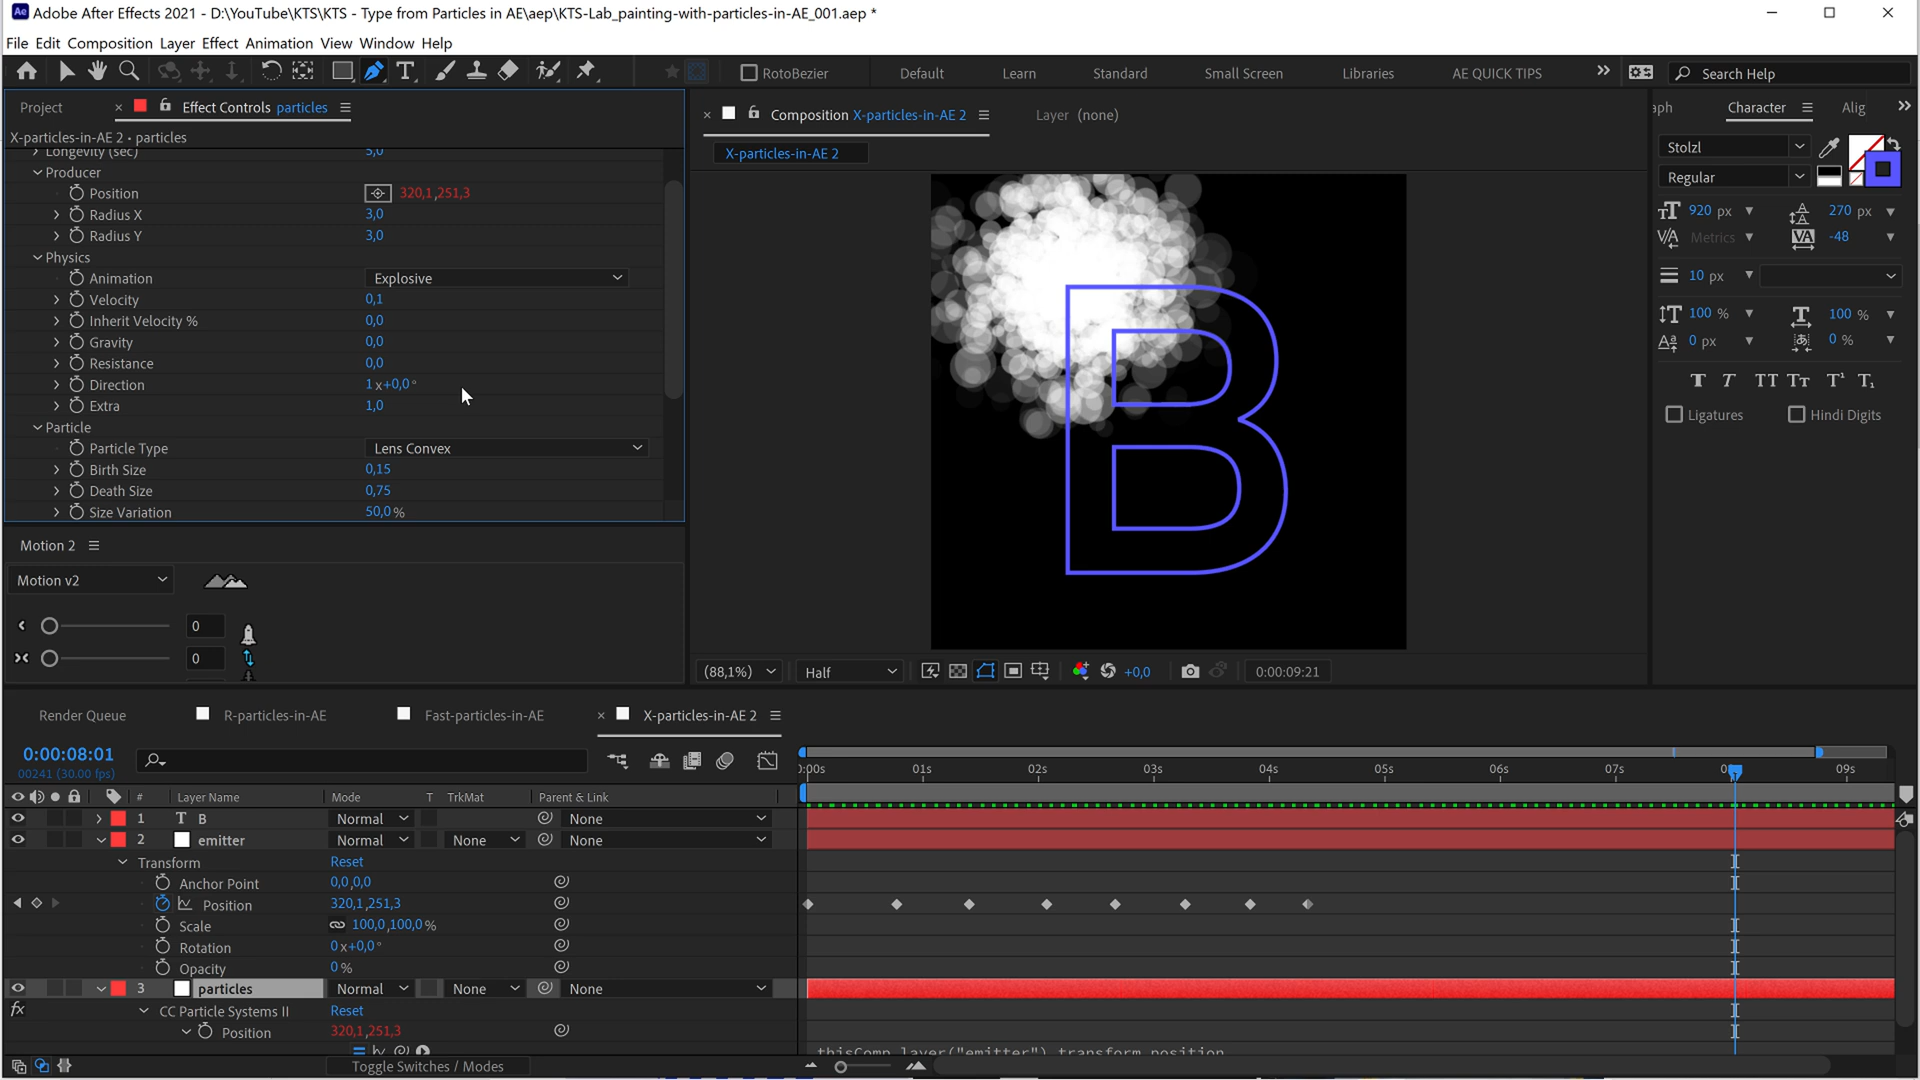 Adobe After Effects 2021 - D:\YouTube\KTS\KTS - Type from Particles in AE\aep\KTS-Lab_painting-with-particles-in-AE_001.aep *
File Edit Composition Layer Effect Animation View Window Help
RotoBezier Default Learn Standard Small Screen Libraries AE QUICK TIPS Search Help
Project Effect Controls particles
X-particles-in-AE 2 • particles
Longevity (sec) 5,0
Producer
Position 320,1,251,3
Radius X 3,0
Radius Y 3,0
Physics
Animation Explosive
Velocity 0,1
Inherit Velocity % 0,0
Gravity 0,0
Resistance 0,0
Direction 1x+0,0°
Extra 1,0
Particle
Particle Type Lens Convex
Birth Size 0,15
Death Size 0,75
Size Variation 50,0%
Motion 2
Motion v2
0
0
Composition X-particles-in-AE 2 Layer (none)
X-particles-in-AE 2
B
(88,1%) Half +0,0 0:00:09:21
aph Character Alig
Stolzl
Regular
920 px 270 px
Metrics -48
10 px
100 % 100 %
0 px 0 %
T T TT Tt T¹ T₁
Ligatures Hindi Digits
Render Queue R-particles-in-AE Fast-particles-in-AE X-particles-in-AE 2
0:00:08:01
00241 (30.00 fps)
):00s 01s 02s 03s 04s 05s 06s 07s 09s
# Layer Name Mode T TrkMat Parent & Link
1 T B Normal None
2 emitter Normal None None
Transform Reset
Anchor Point 0,0,0,0
Position 320,1,251,3
Scale 100,0,100,0%
Rotation 0x+0,0°
Opacity 0%
3 particles Normal None None
fx CC Particle Systems II Reset
Position 320,1,251,3
thisComp.layer("emitter").transform.position
Toggle Switches / Modes